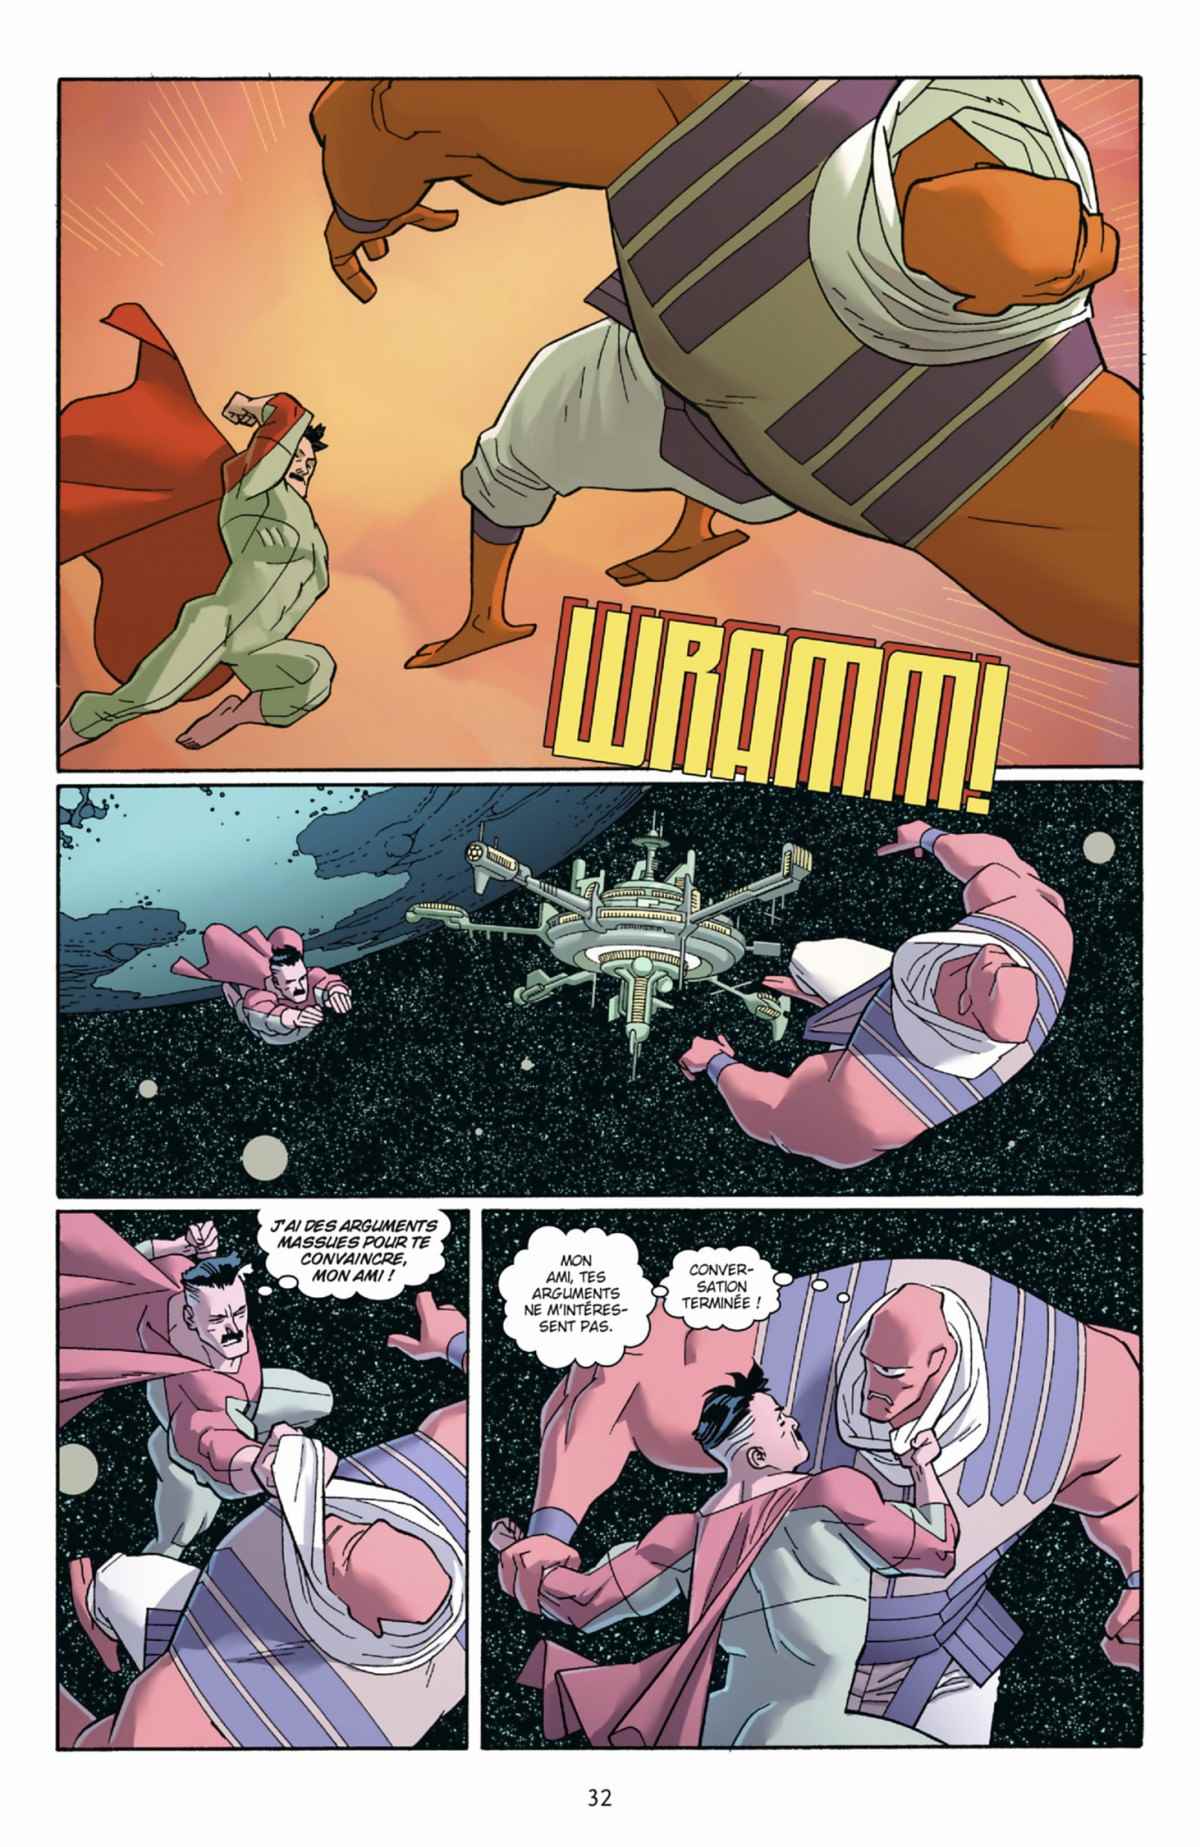 WRAMM!
J'AI DES ARGUMENTS
MASSUES POUR TE
CONVAINCRE,
MON AMI !
MON
AMI, TES
ARGUMENTS
NE M'INTÉRES-
SENT PAS.
CONVER-
SATION
TERMINÉE !
32